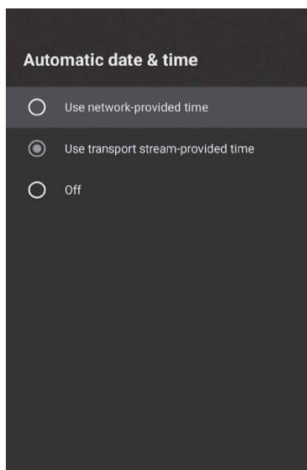 Automatic date & time
Use network-provided time
Use transport stream-provided time
Off